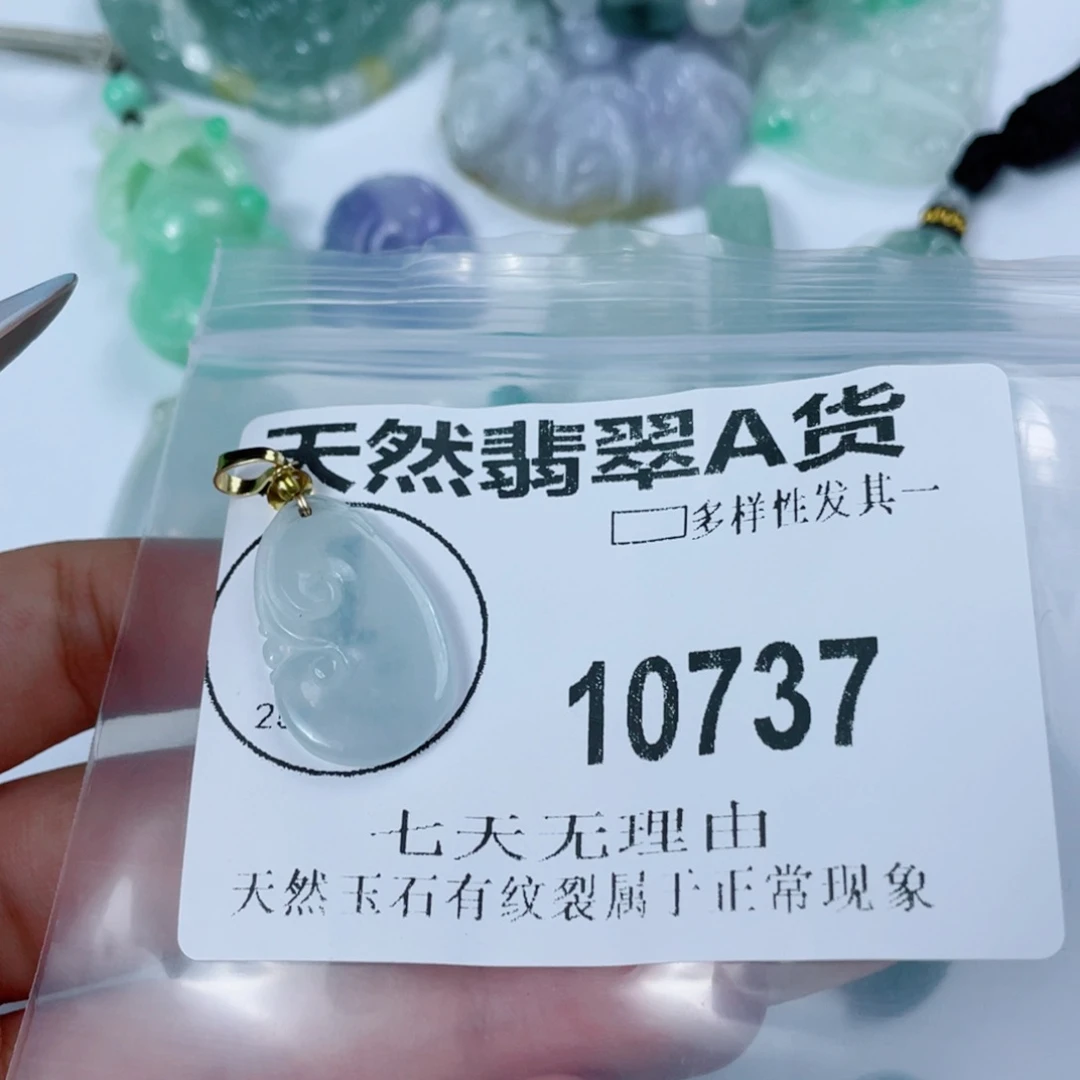 天然翡翠A货
多样性发其一
10737
七天无理由
天然玉石有纹裂属于正常现象